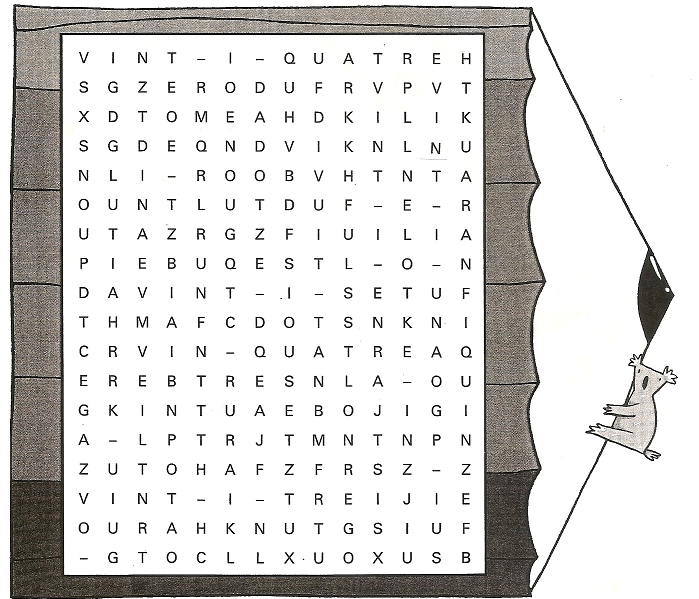 V I N T - I - Q U A T R E H
S G Z E R O D U F R V P V T
X D T O M E A H D K I L I K
S G D E Q N D V I K N L N U
N L I - R O O B V H T N T A
O U N T L U T D U F - E - R
U T A Z R G Z F I U I L I A
P I E B U Q E S T L - O - N
D A V I N T - I - S E T U F
T H M A F C D O T S N K N I
C R V I N - Q U A T R E A Q
E R E B T R E S N L A - O U
G K I N T U A E B O J I G I
A - L P T R J T M N T N P N
Z U T O H A F Z F R S Z - Z
V I N T - I - T R E I J I E
O U R A H K N U T G S I U F
- G T O C L L X U O X U S B